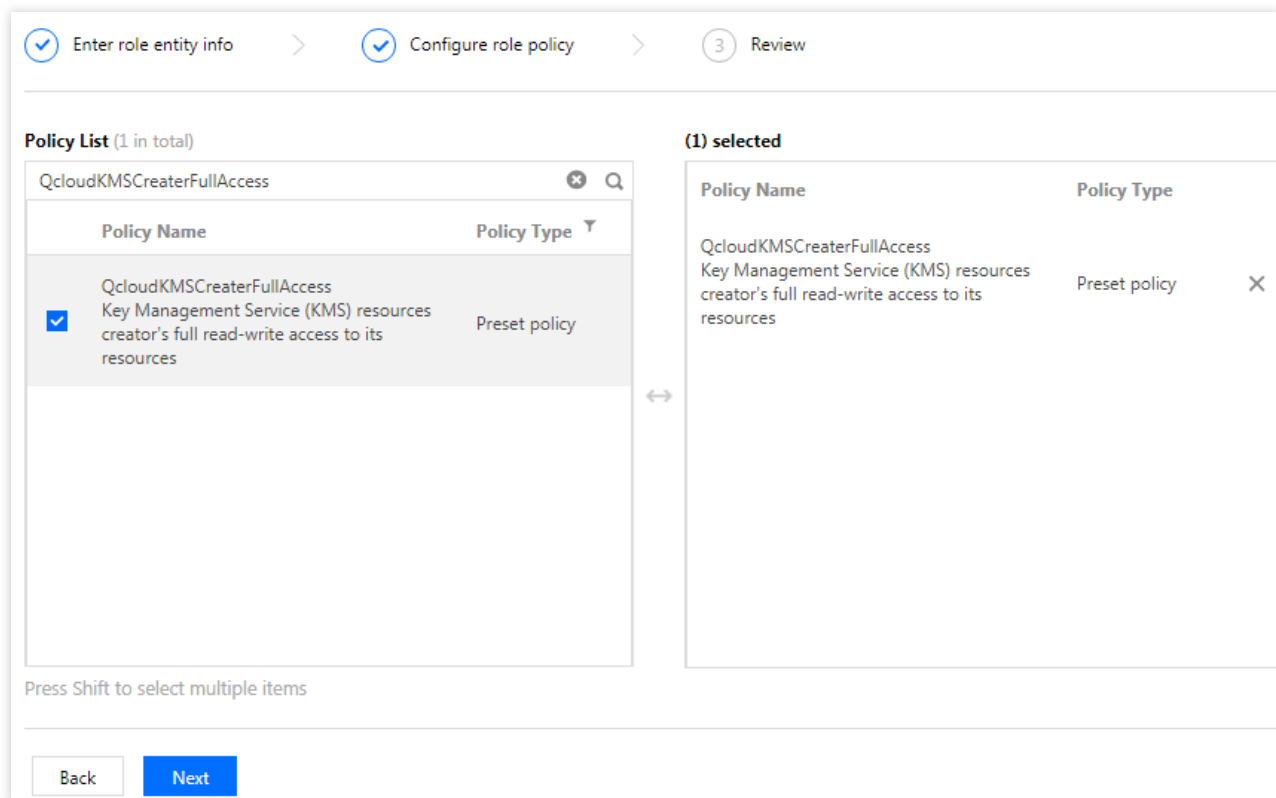 Enter role entity info
Configure role policy
3 Review
Policy List (1 in total)
QcloudKMSCreaterFullAccess
Policy Name Policy Type
QcloudKMSCreaterFullAccess
Key Management Service (KMS) resources
creator's full read-write access to its
resources
Preset policy
Press Shift to select multiple items
(1) selected
Policy Name Policy Type
QcloudKMSCreaterFullAccess
Key Management Service (KMS) resources
creator's full read-write access to its
resources
Preset policy
Back Next